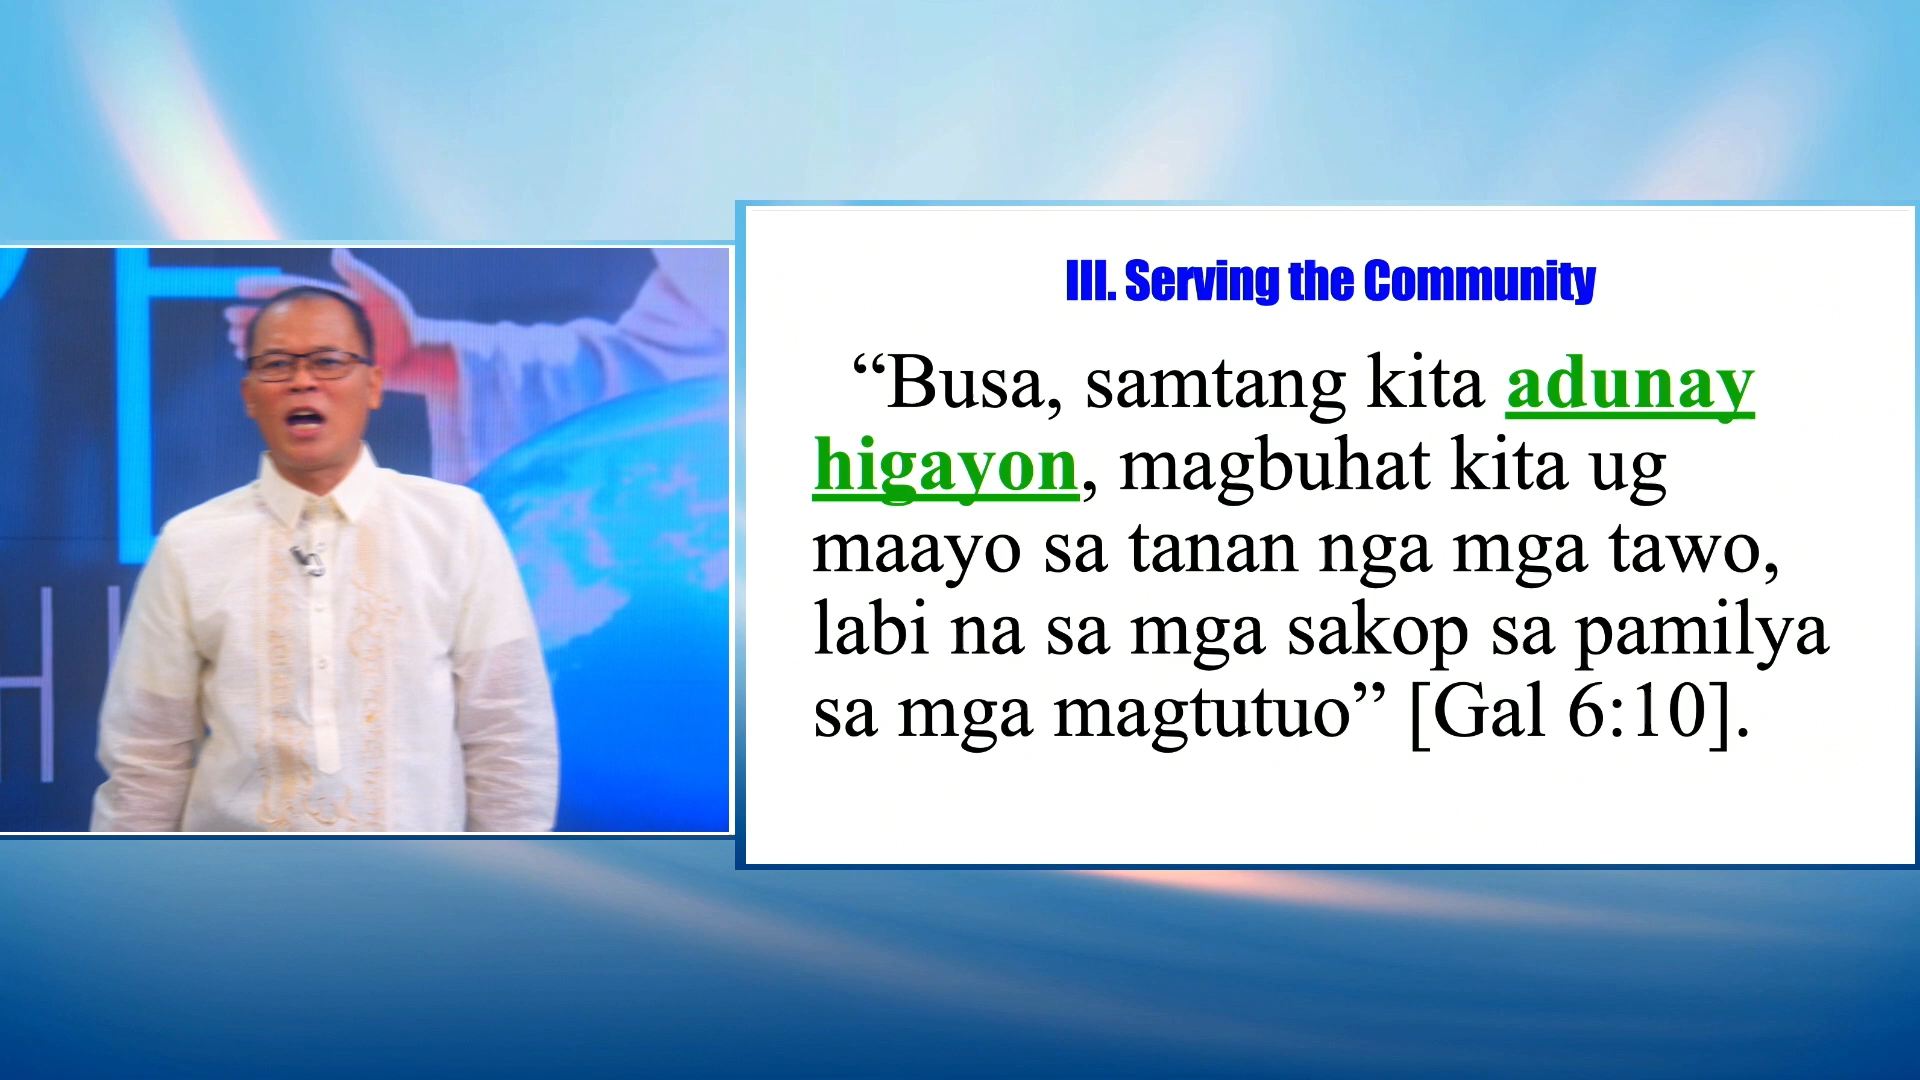 III. Serving the Community
“Busa, samtang kita adunay
higayon, magbuhat kita ug
maayo sa tanan nga mga tawo,
labi na sa mga sakop sa pamilya
sa mga magtutuo” [Gal 6:10].